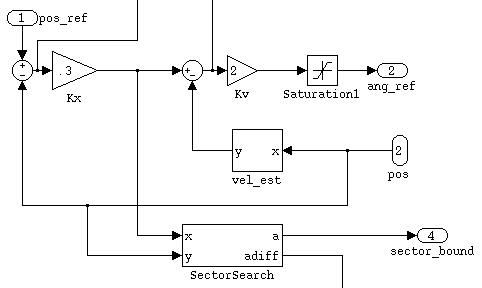 1 pos_ref
+
−
.3
Kx
+
−
2
Kv
Saturation1
2
ang_ref
y x
vel_est
2
pos
x a
y adiff
SectorSearch
4
sector_bound